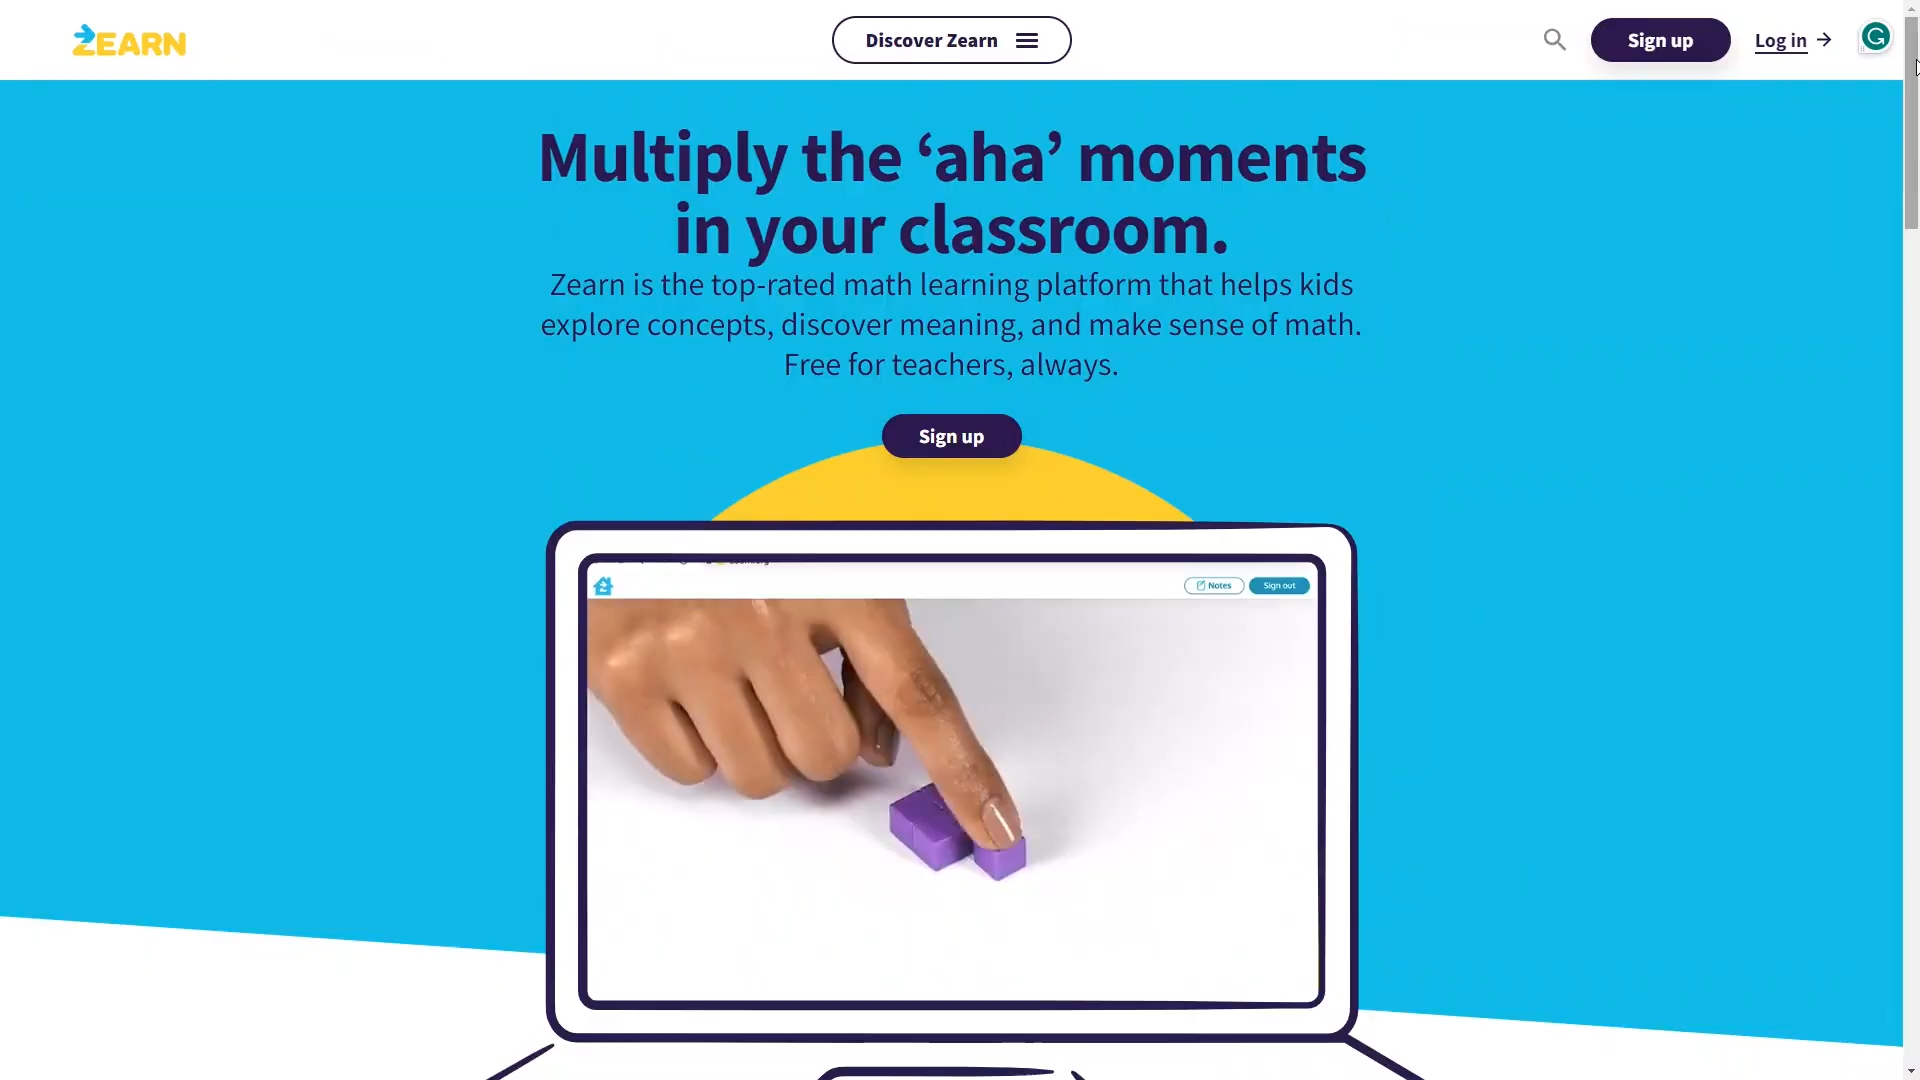 ZEARN
Discover Zearn
Sign up
Log in
Multiply the ‘aha’ moments
in your classroom.
Zearn is the top-rated math learning platform that helps kids
explore concepts, discover meaning, and make sense of math.
Free for teachers, always.
Sign up
Notes
Sign out